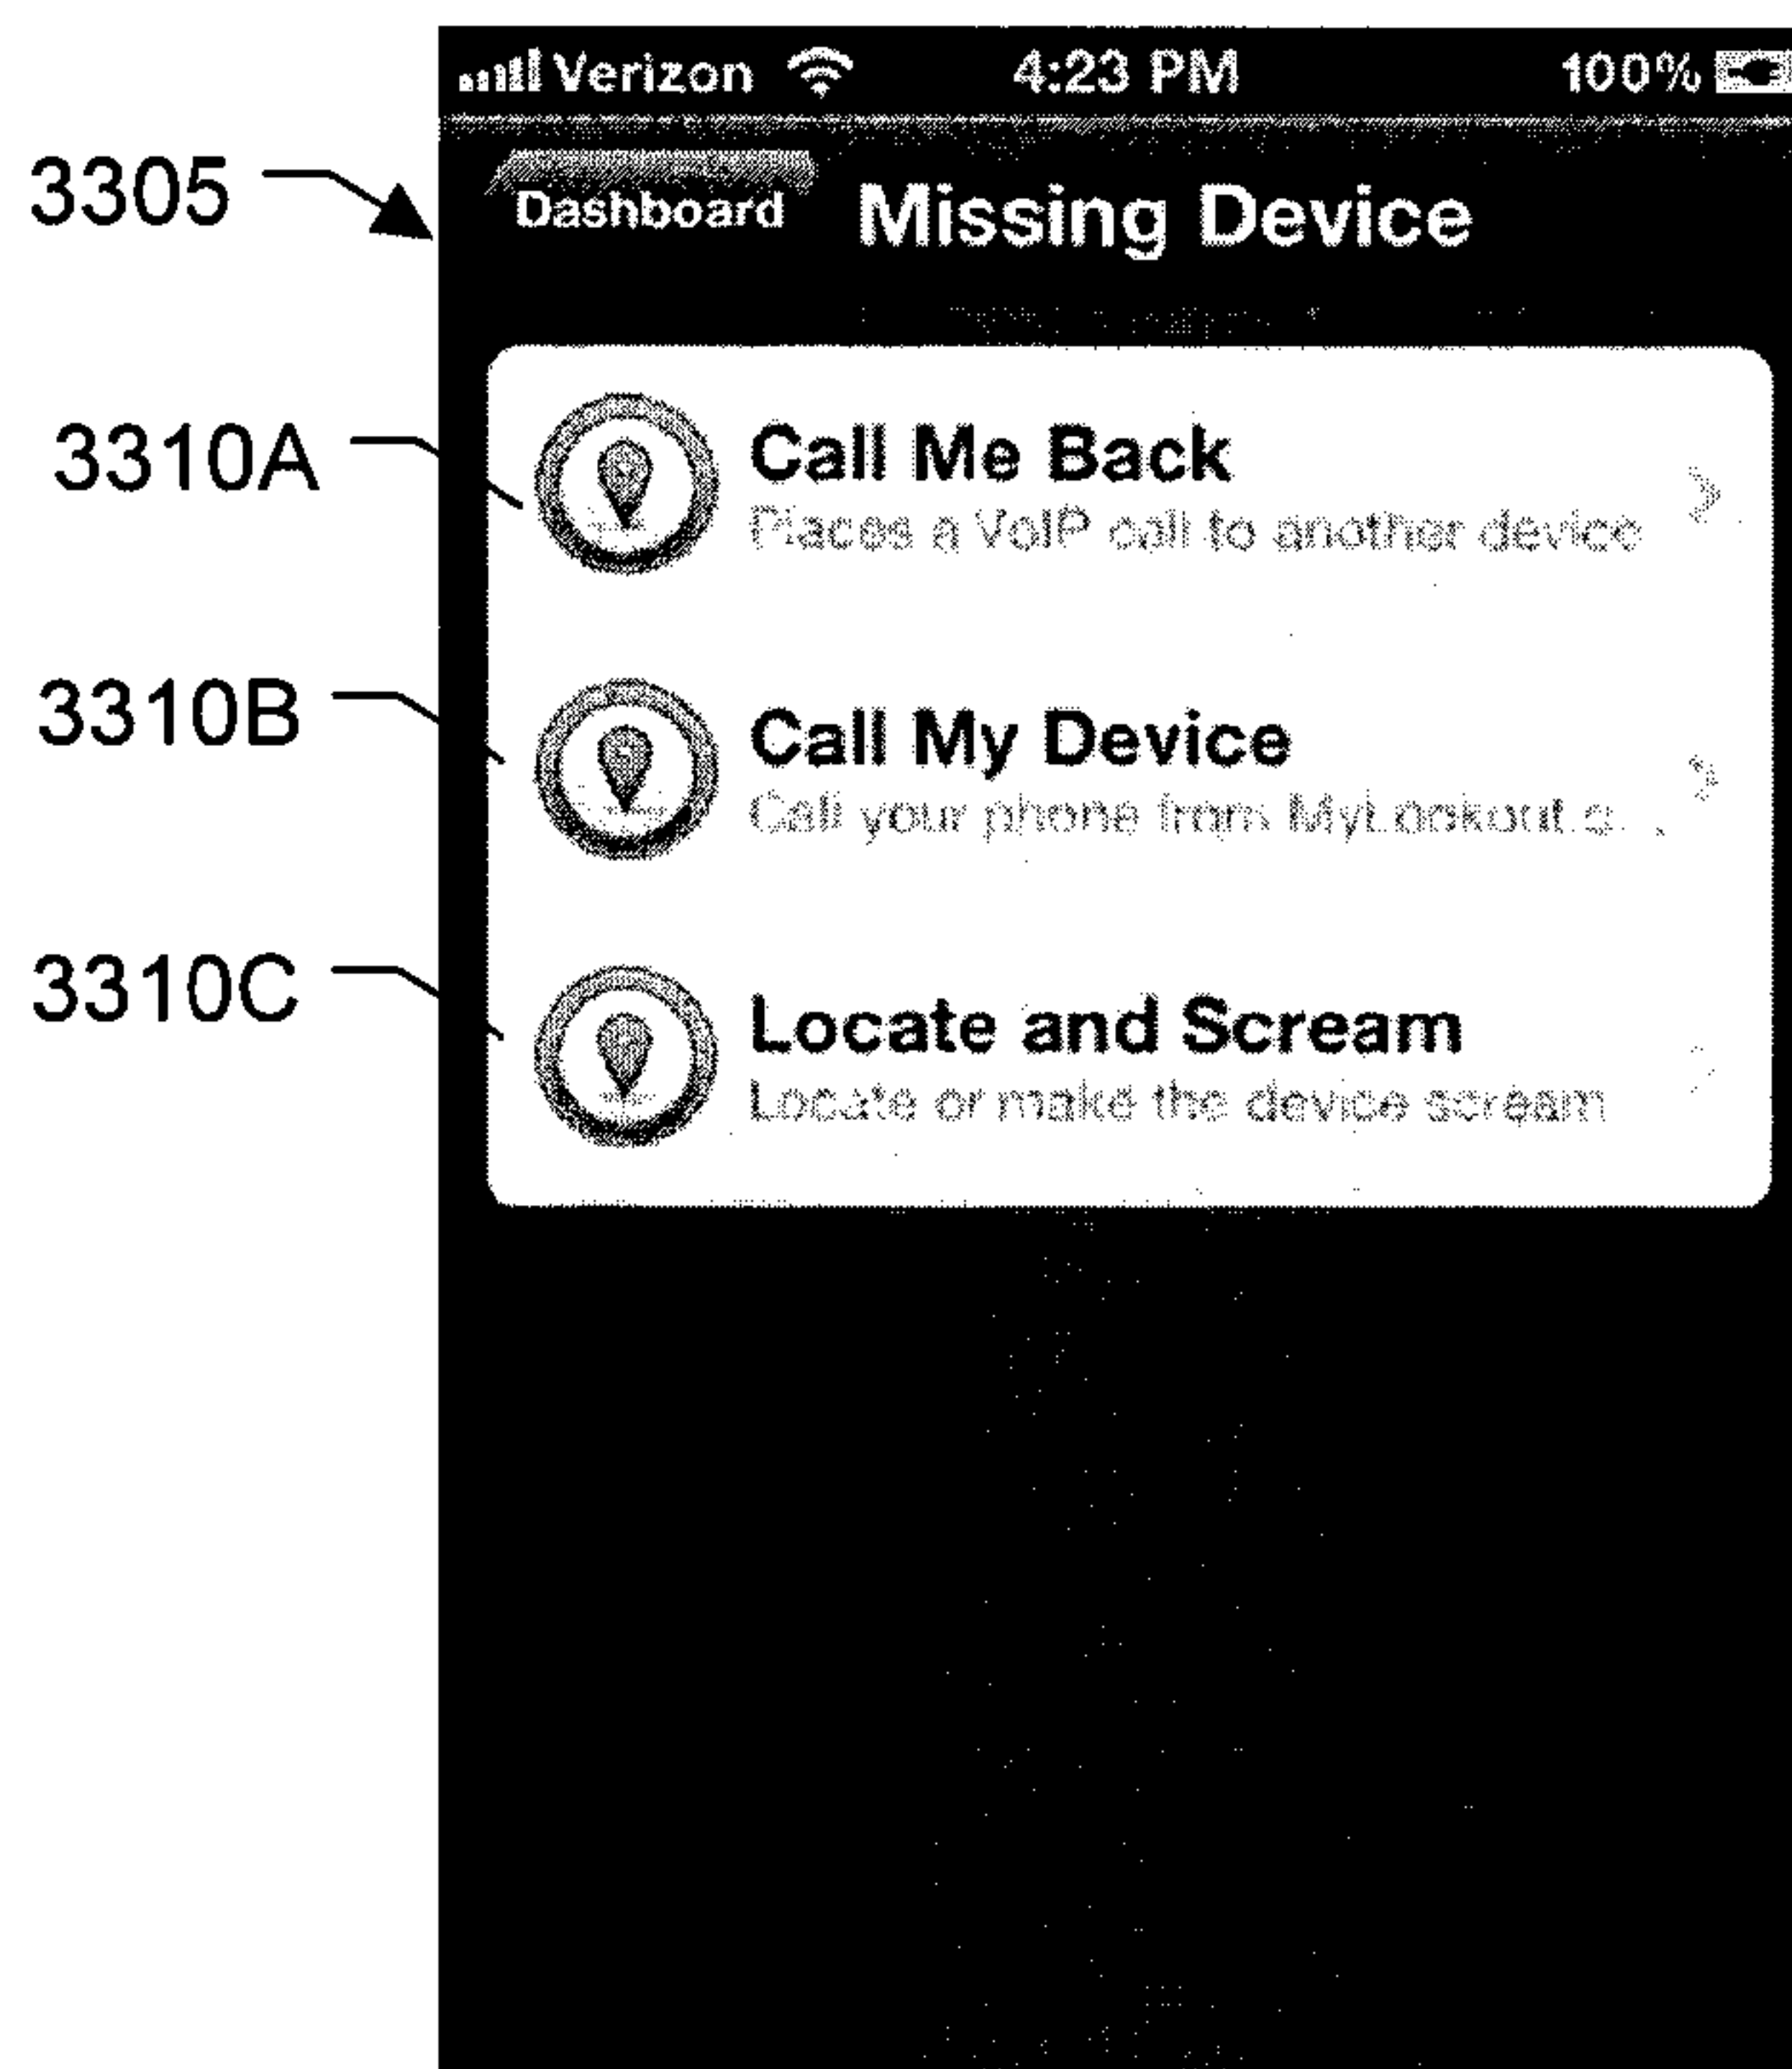 Verizon 4:23 PM 100%
3305
Dashboard Missing Device
3310A
Call Me Back
Places a VoIP call to another device
3310B
Call My Device
Call your phone from MyLookout.c...
3310C
Locate and Scream
Locate or make the device scream